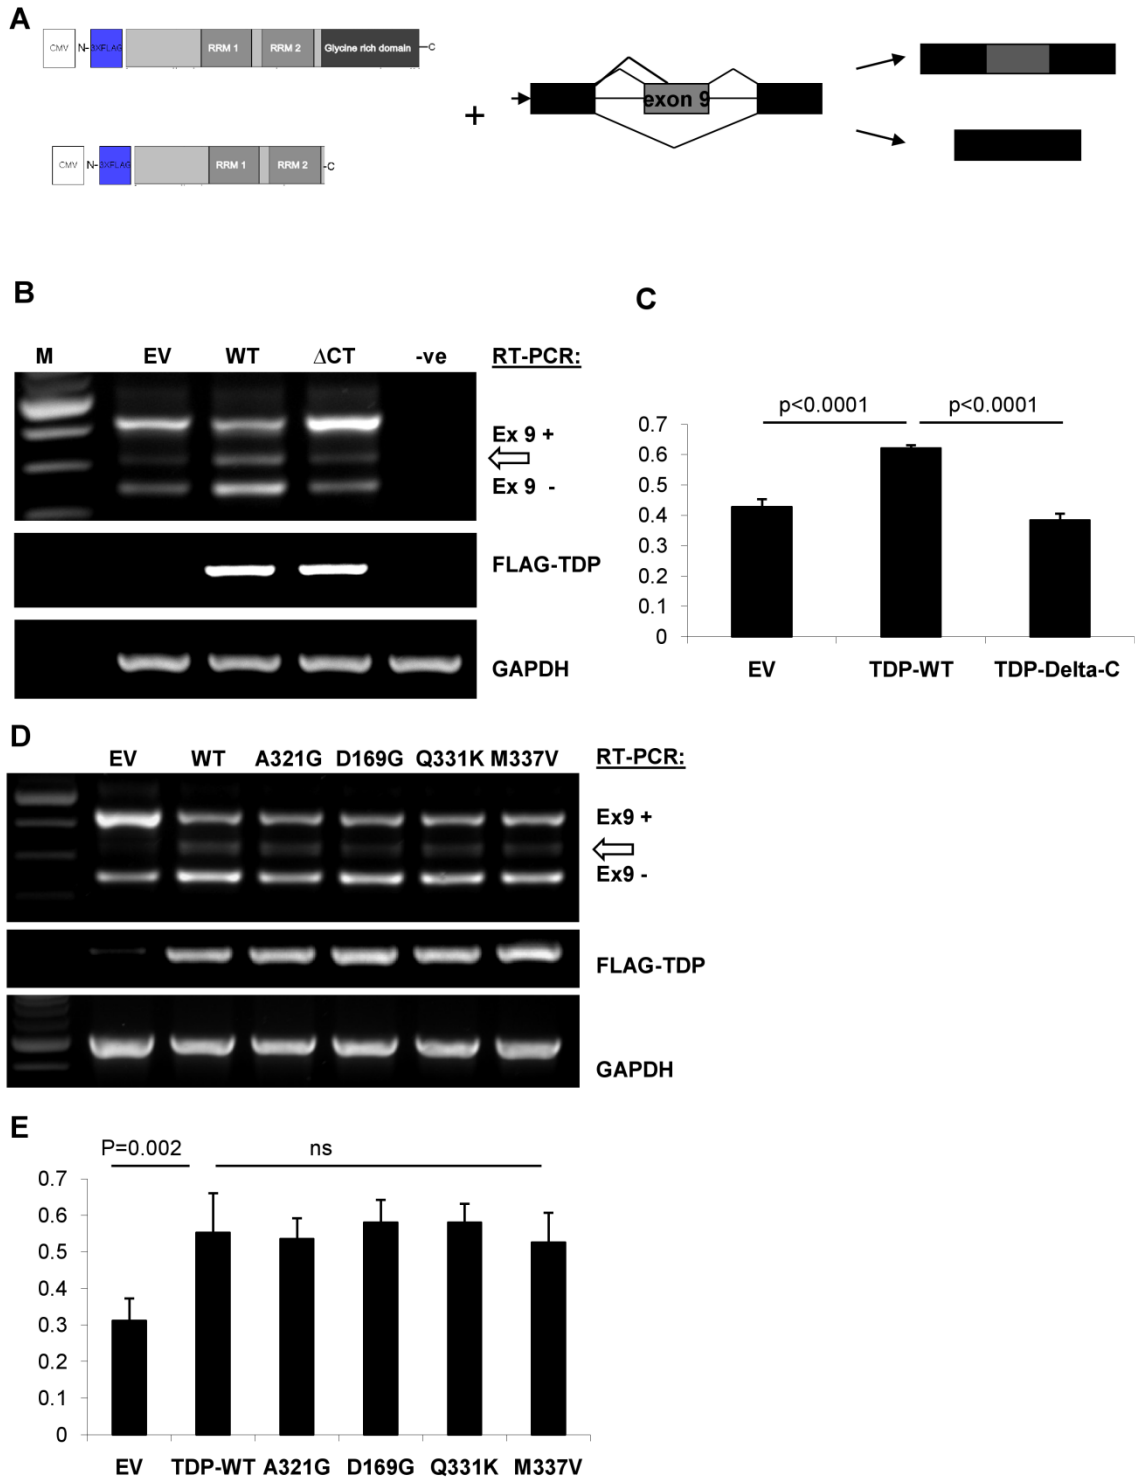 A
CMV N- 3XFLAG RRM 1 RRM 2 Glycine rich domain -C
CMV N- 3XFLAG RRM 1 RRM 2 -C
+
exon 9
B
M EV WT ΔCT -ve RT-PCR:
Ex 9 +
Ex 9 -
FLAG-TDP
GAPDH
C
p<0.0001 p<0.0001
0.7
0.6
0.5
0.4
0.3
0.2
0.1
0
EV TDP-WT TDP-Delta-C
D
EV WT A321G D169G Q331K M337V RT-PCR:
Ex9 +
Ex9 -
FLAG-TDP
GAPDH
E
P=0.002 ns
0.7
0.6
0.5
0.4
0.3
0.2
0.1
0
EV TDP-WT A321G D169G Q331K M337V